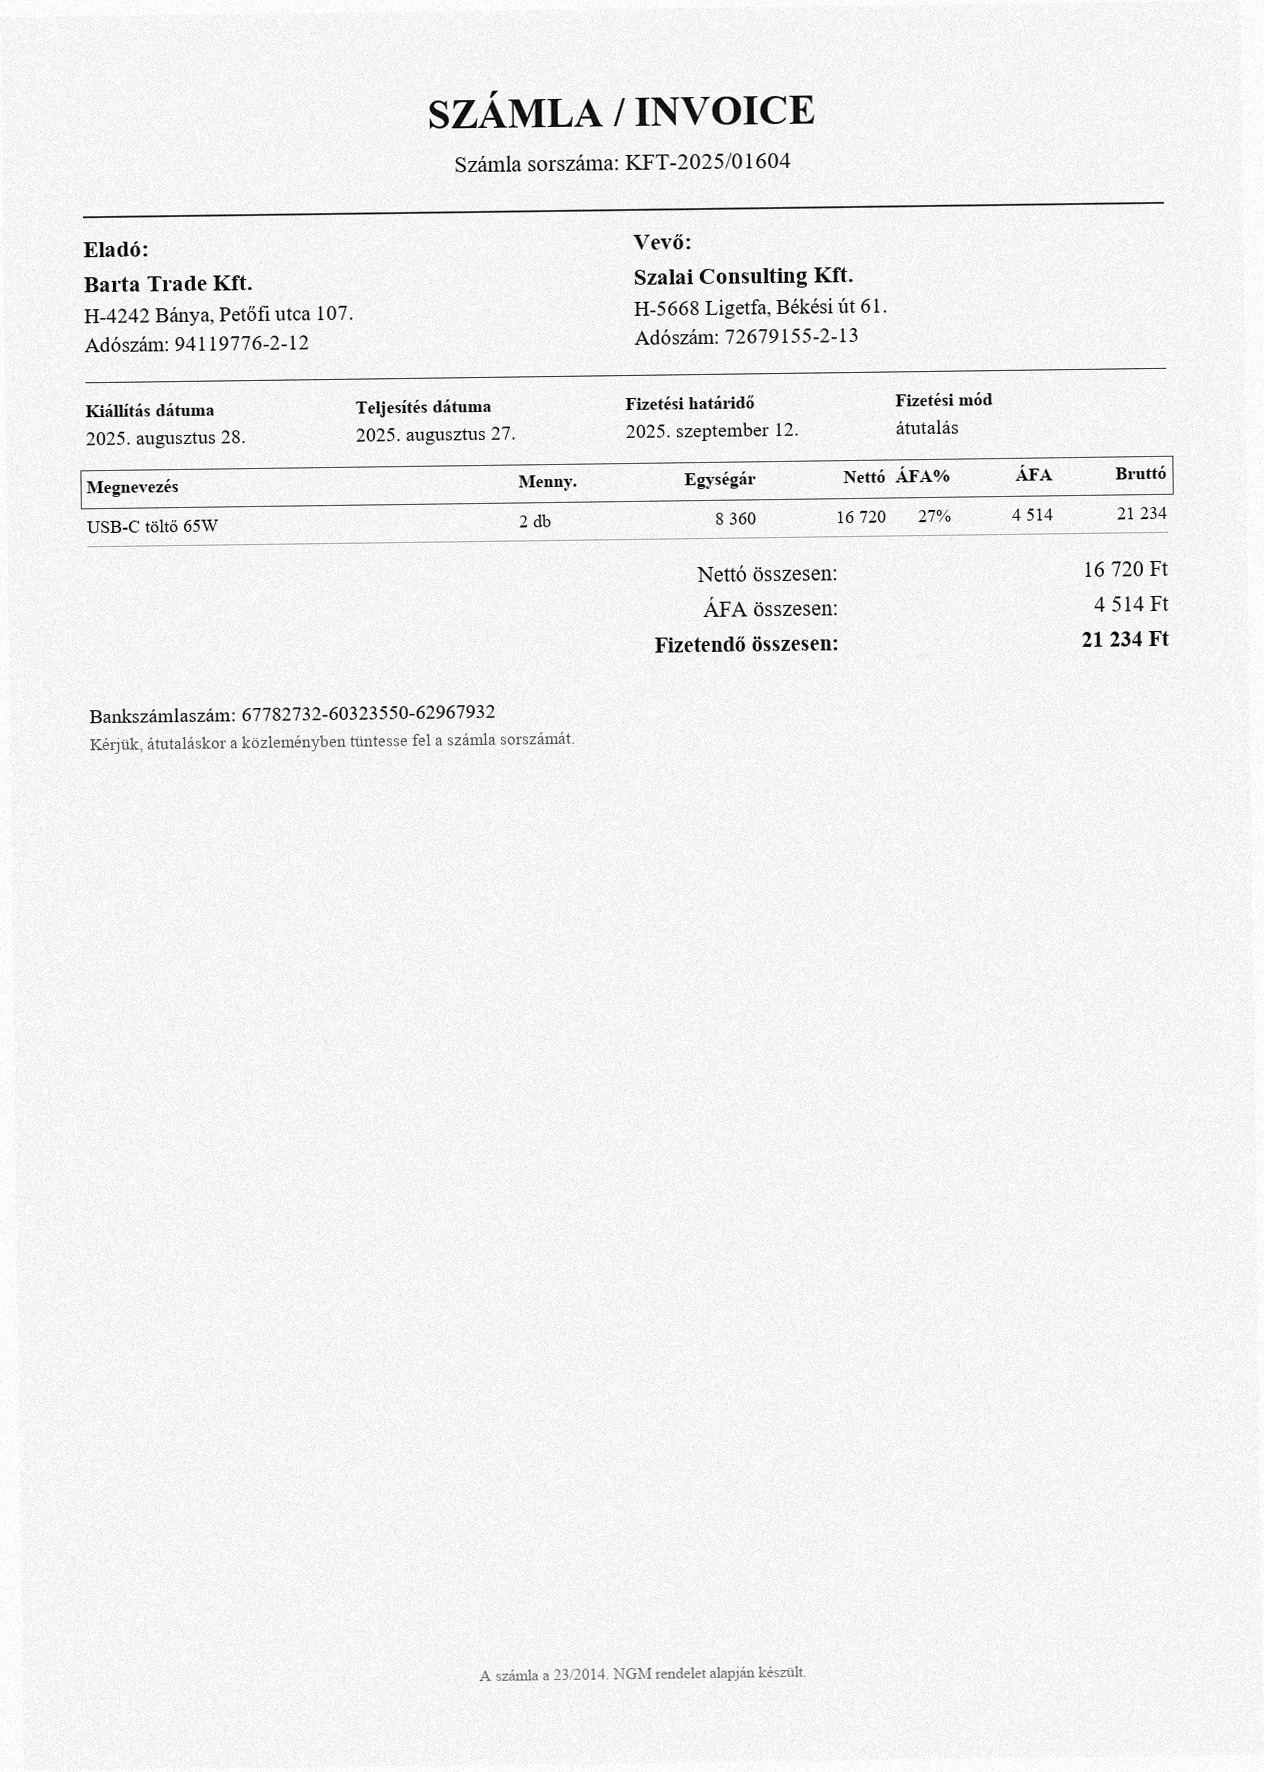 SZÁMLA / INVOICE
Számla sorszáma: KFT-2025/01604
Eladó:
Barta Trade Kft.
H-4242 Bánya, Petőfi utca 107.
Adószám: 94119776-2-12
Vevő:
Szalai Consulting Kft.
H-5668 Ligetfa, Békési út 61.
Adószám: 72679155-2-13
Kiállítás dátuma Teljesítés dátuma Fizetési határidő Fizetési mód
2025. augusztus 28. 2025. augusztus 27. 2025. szeptember 12. átutalás
Megnevezés Menny. Egységár Nettó ÁFA% ÁFA Bruttó
USB-C töltő 65W 2 db 8 360 16 720 27% 4 514 21 234
Nettó összesen: 16 720 Ft
ÁFA összesen: 4 514 Ft
Fizetendő összesen: 21 234 Ft
Bankszámlaszám: 67782732-60323550-62967932
Kérjük, átutaláskor a közleményben tüntesse fel a számla sorszámát.
A számla a 23/2014. NGM rendelet alapján készült.